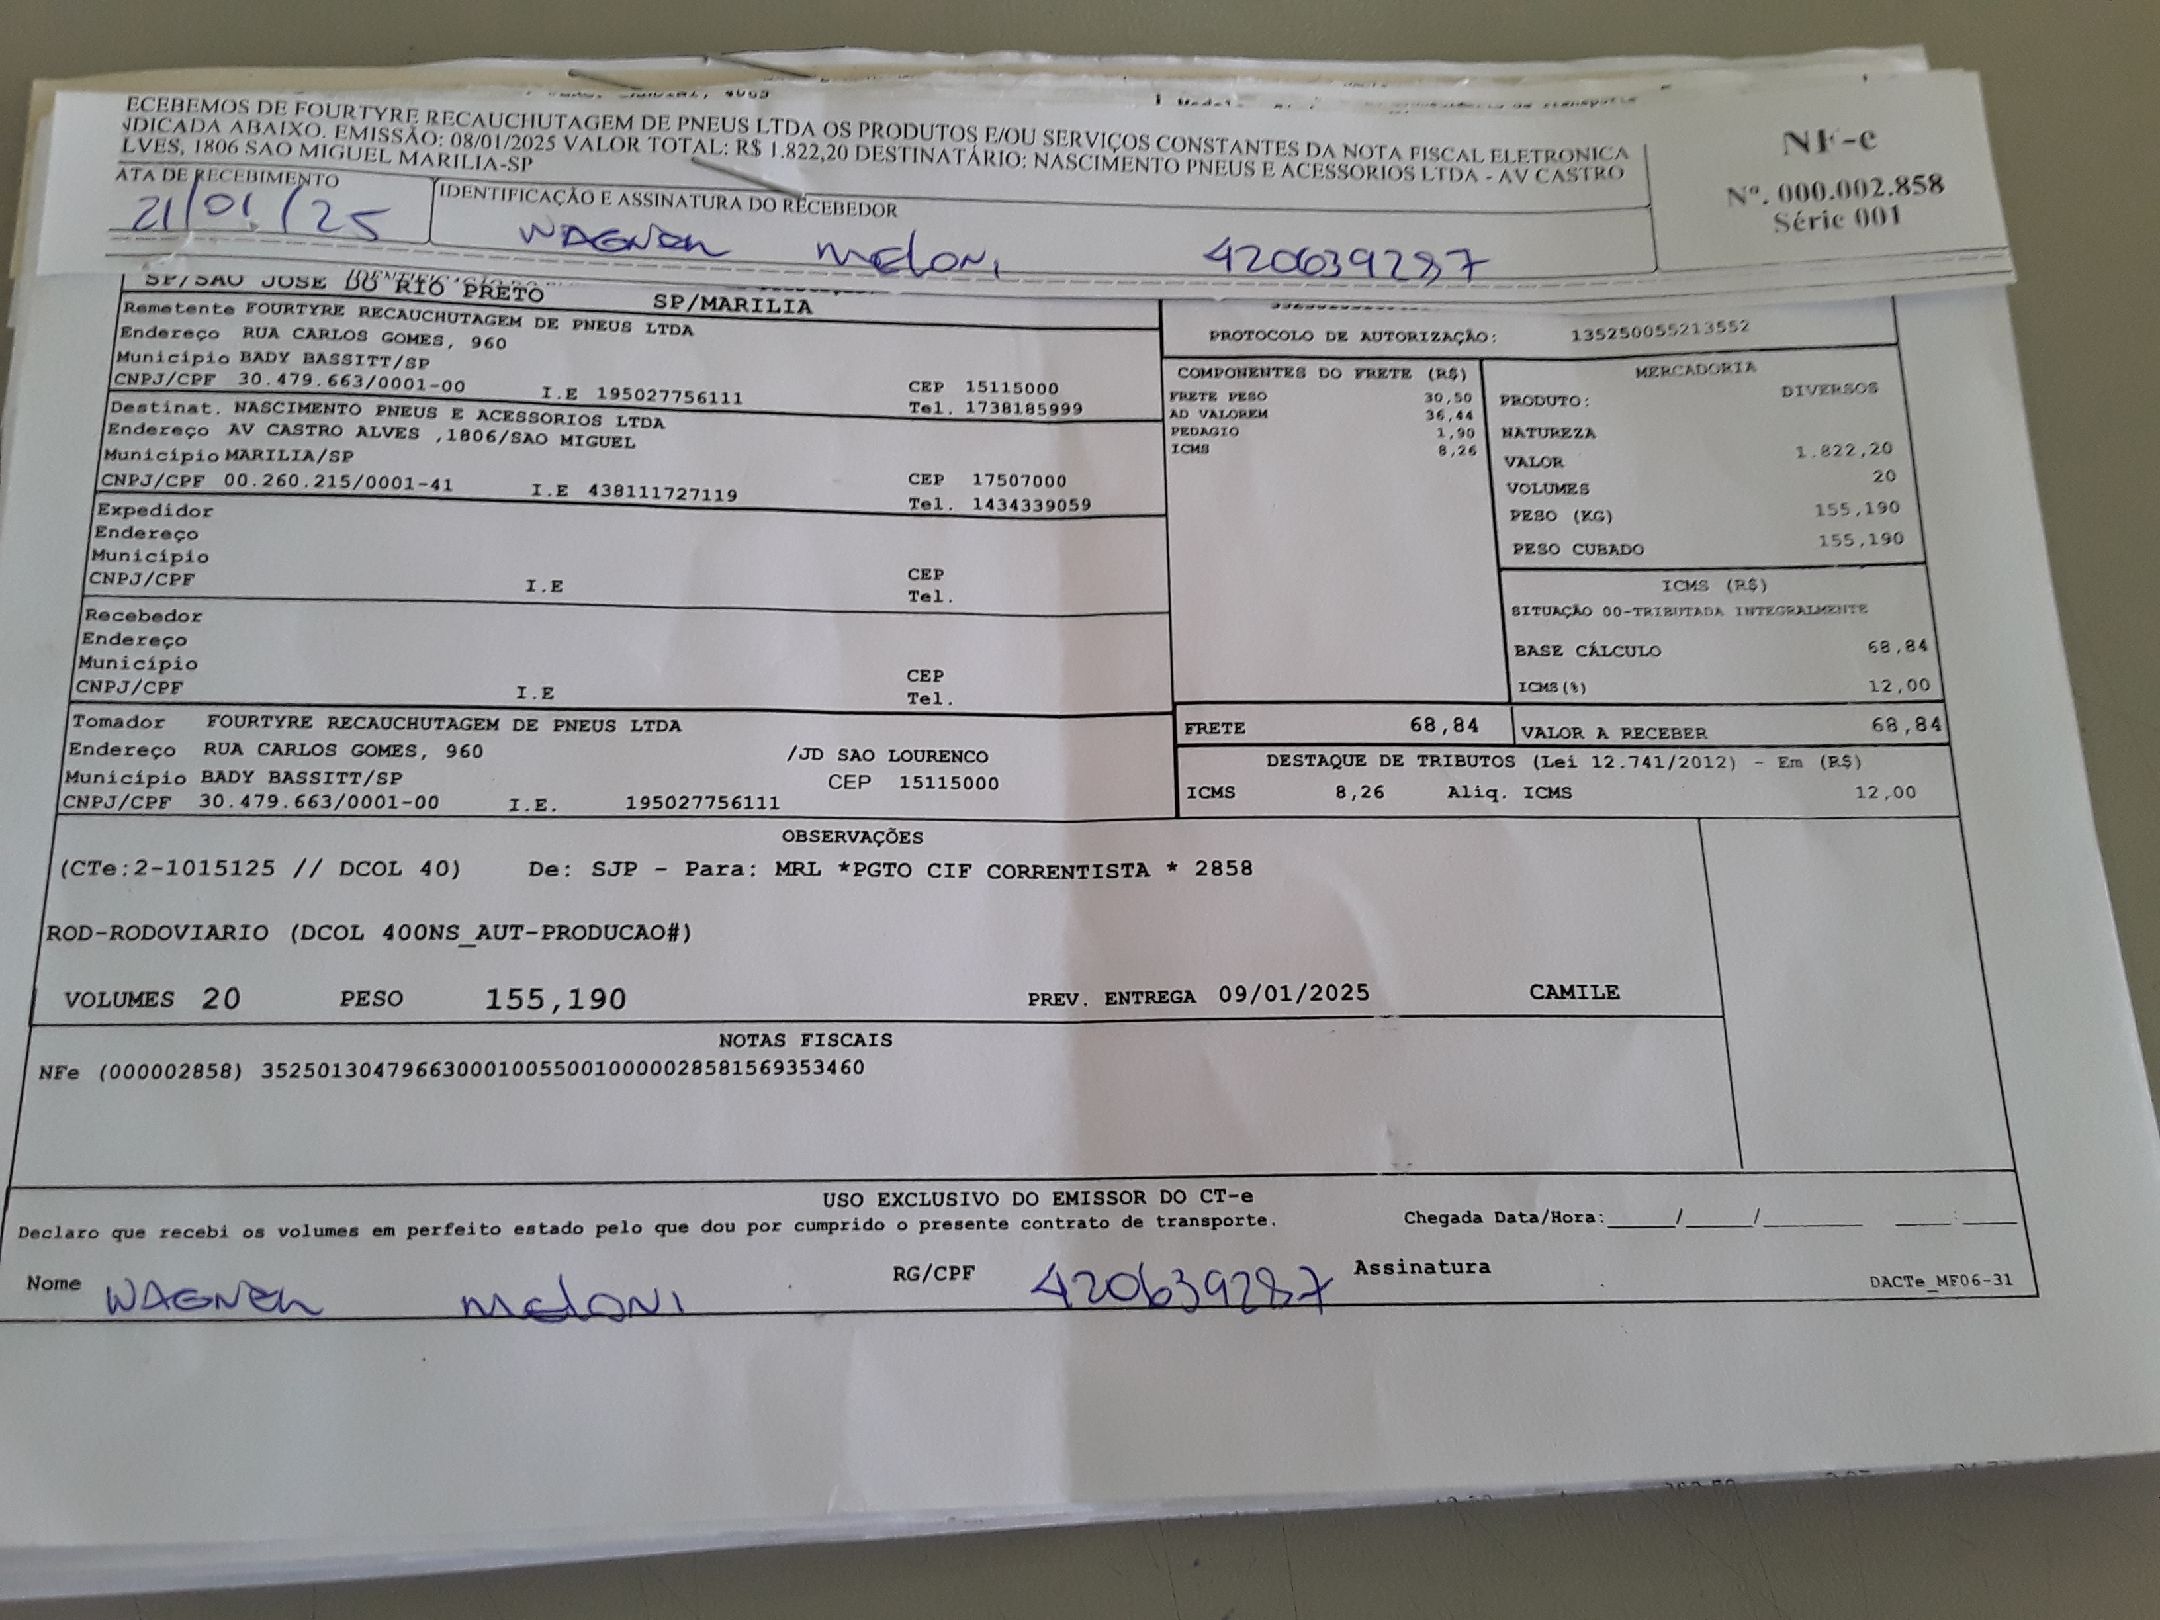 ECEBEMOS DE FOURTYRE RECAUCHUTAGEM DE PNEUS LTDA OS PRODUTOS E/OU SERVIÇOS CONSTANTES DA NOTA FISCAL ELETRONICA
NDICADA ABAIXO. EMISSÃO: 08/01/2025 VALOR TOTAL: R$ 1.822,20 DESTINATÁRIO: NASCIMENTO PNEUS E ACESSORIOS LTDA - AV CASTRO
LVES, 1806 SAO MIGUEL MARILIA-SP
NF-e
Nº. 000.002.858
Série 001
ATA DE RECEBIMENTO
IDENTIFICAÇÃO E ASSINATURA DO RECEBEDOR
21/01/25 WAGNER MELONI 420639287
SP/SAO JOSE DO RIO PRETO SP/MARILIA
Remetente FOURTYRE RECAUCHUTAGEM DE PNEUS LTDA
Endereço RUA CARLOS GOMES, 960
Município BADY BASSITT/SP
CNPJ/CPF 30.479.663/0001-00 I.E 195027756111 CEP 15115000
Tel. 1738185999
Destinat. NASCIMENTO PNEUS E ACESSORIOS LTDA
Endereço AV CASTRO ALVES ,1806/SAO MIGUEL
Município MARILIA/SP
CNPJ/CPF 00.260.215/0001-41 I.E 438111727119 CEP 17507000
Tel. 1434339059
Expedidor
Endereço
Município
CNPJ/CPF I.E CEP
Tel.
Recebedor
Endereço
Município
CNPJ/CPF I.E CEP
Tel.
Tomador FOURTYRE RECAUCHUTAGEM DE PNEUS LTDA
Endereço RUA CARLOS GOMES, 960 /JD SAO LOURENCO
Município BADY BASSITT/SP CEP 15115000
CNPJ/CPF 30.479.663/0001-00 I.E. 195027756111
PROTOCOLO DE AUTORIZAÇÃO: 135250055213552
COMPONENTES DO FRETE (R$)
FRETE PESO 30,50
AD VALOREM 36,44
PEDAGIO 1,90
ICMS 8,26
MERCADORIA
PRODUTO: DIVERSOS
NATUREZA
VALOR 1.822,20
VOLUMES 20
PESO (KG) 155,190
PESO CUBADO 155,190
ICMS (R$)
SITUAÇÃO 00-TRIBUTADA INTEGRALMENTE
BASE CÁLCULO 68,84
ICMS(%) 12,00
FRETE 68,84 VALOR A RECEBER 68,84
DESTAQUE DE TRIBUTOS (Lei 12.741/2012) - Em (R$)
ICMS 8,26 Aliq. ICMS 12,00
OBSERVAÇÕES
(CTe:2-1015125 // DCOL 40) De: SJP - Para: MRL *PGTO CIF CORRENTISTA * 2858
ROD-RODOVIARIO (DCOL 400NS_AUT-PRODUCAO#)
VOLUMES 20 PESO 155,190 PREV. ENTREGA 09/01/2025 CAMILE
NOTAS FISCAIS
NFe (000002858) 35250130479663000100550010000028581569353460
USO EXCLUSIVO DO EMISSOR DO CT-e
Declaro que recebi os volumes em perfeito estado pelo que dou por cumprido o presente contrato de transporte. Chegada Data/Hora:_____/_____/_______ ____:____
Nome WAGNER MELONI RG/CPF 420639287 Assinatura
DACTe_MF06-31